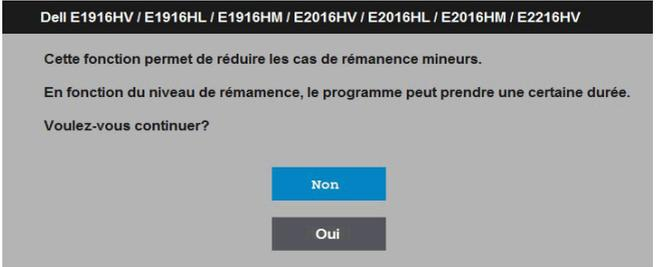 Dell E1916HV / E1916HL / E1916HM / E2016HV / E2016HL / E2016HM / E2216HV
Cette fonction permet de réduire les cas de rémanence mineurs.
En fonction du niveau de rémamence, le programme peut prendre une certaine durée.
Voulez-vous continuer?
Non
Oui